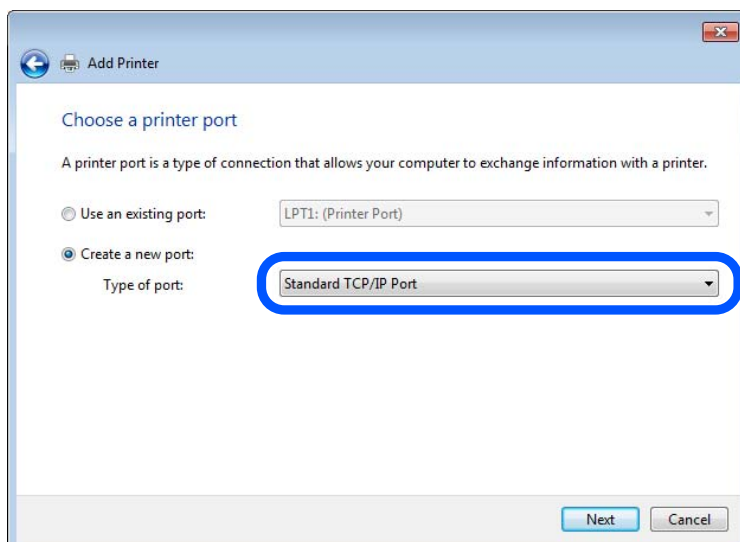 Add Printer
Choose a printer port
A printer port is a type of connection that allows your computer to exchange information with a printer.
Use an existing port: LPT1: (Printer Port)
Create a new port:
Type of port: Standard TCP/IP Port
Next Cancel